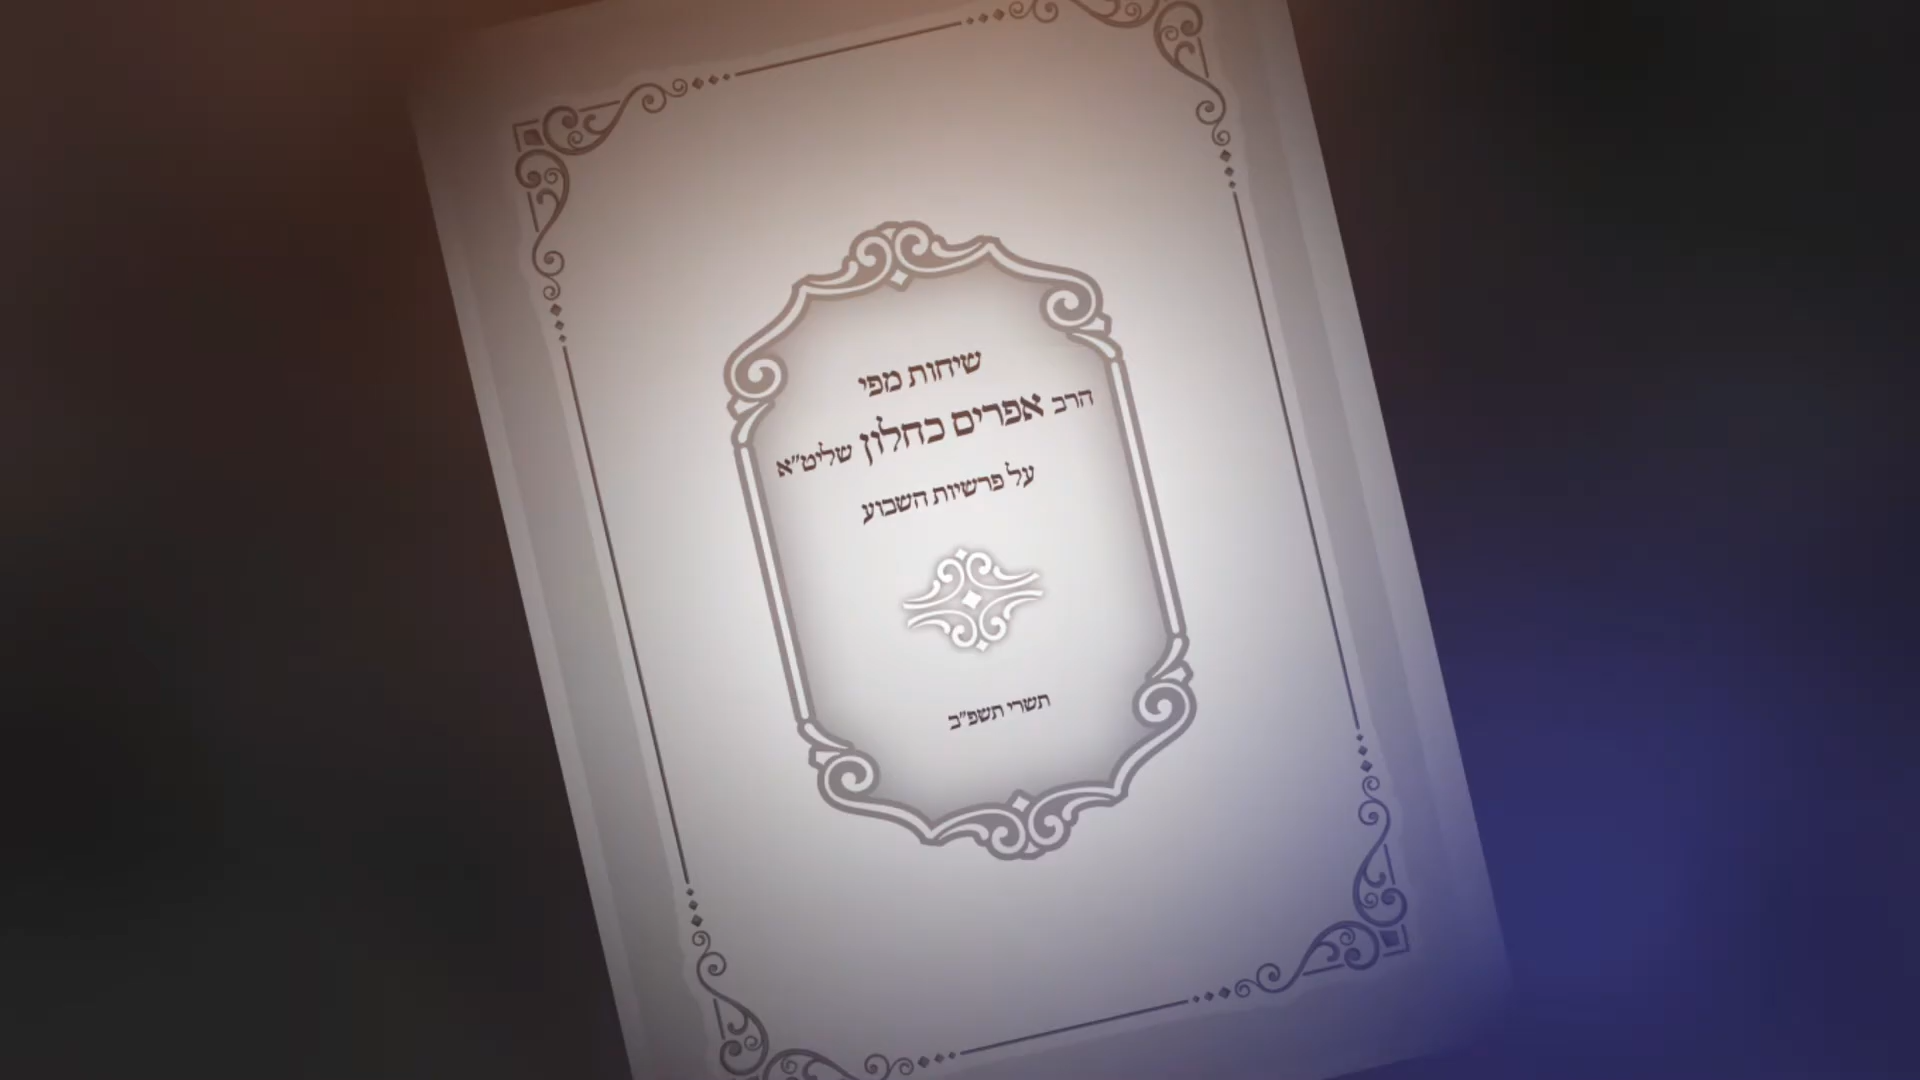 שיחות מפי
הרב אפרים כחלון שליט"א
על פרשיות השבוע
תשרי תשפ"ב